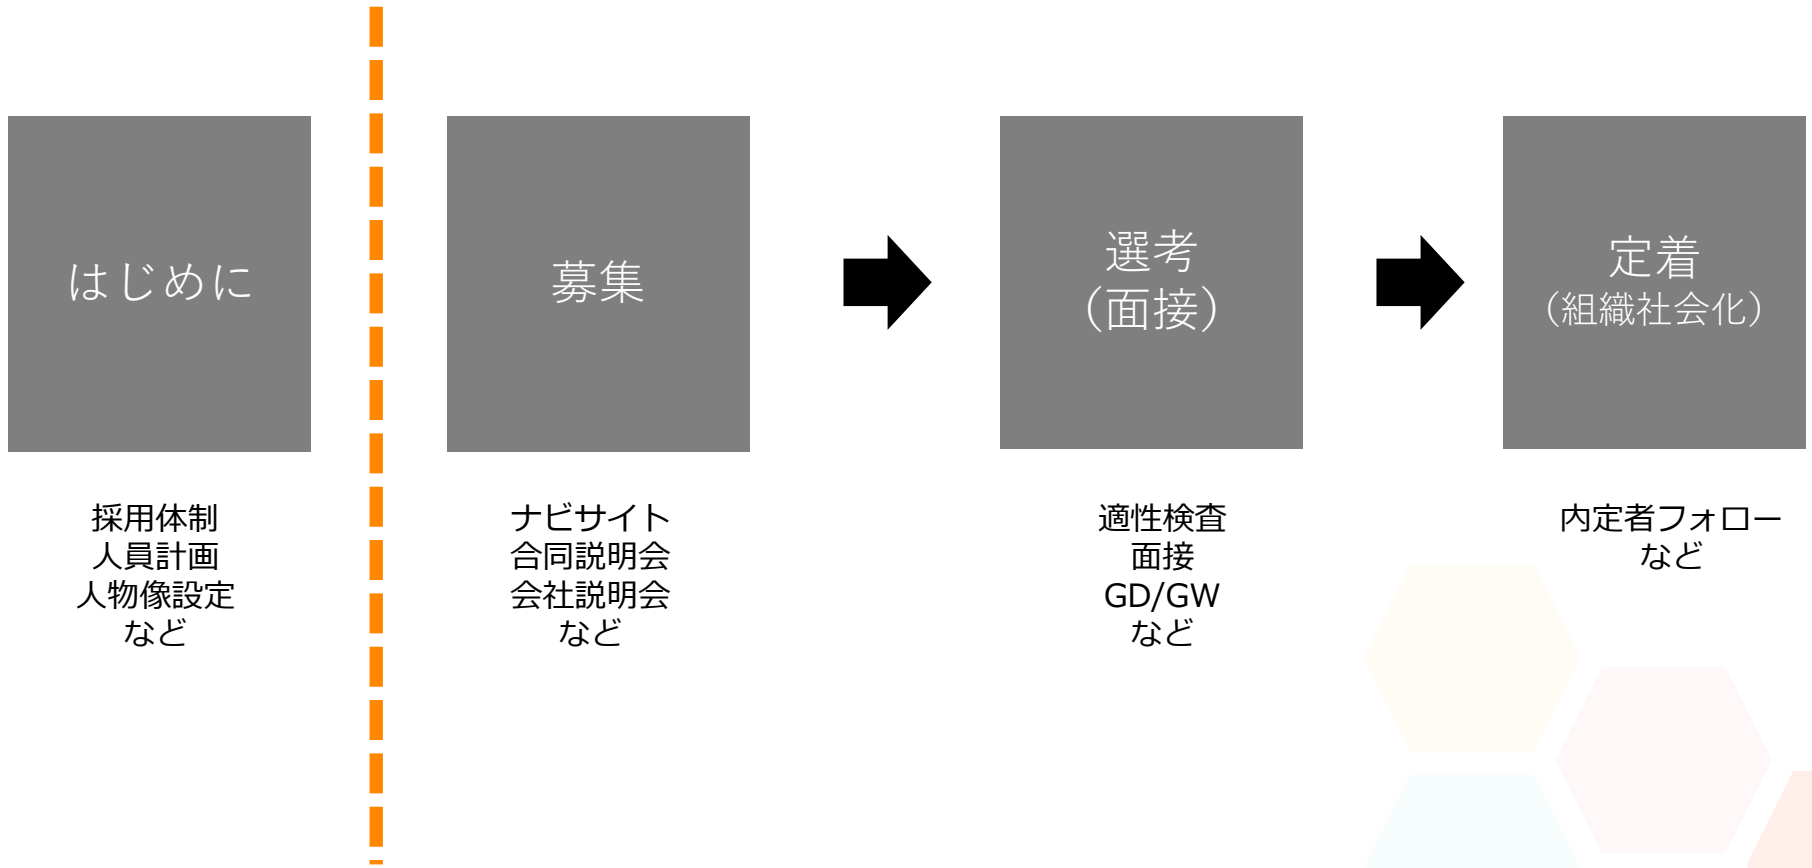 はじめに
採用体制
人員計画
人物像設定
など
募集
ナビサイト
合同説明会
会社説明会
など
選考
（面接）
適性検査
面接
GD/GW
など
定着
（組織社会化）
内定者フォロー
など